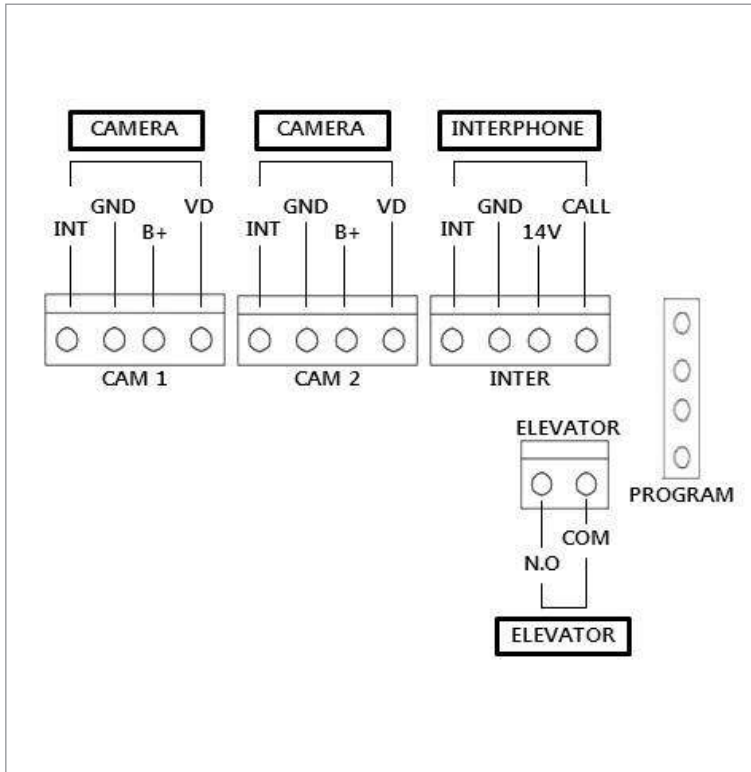 CAMERA CAMERA INTERPHONE
GND VD GND VD GND CALL
INT B+ INT B+ INT 14V
CAM 1 CAM 2 INTER
ELEVATOR
PROGRAM
COM
N.O
ELEVATOR